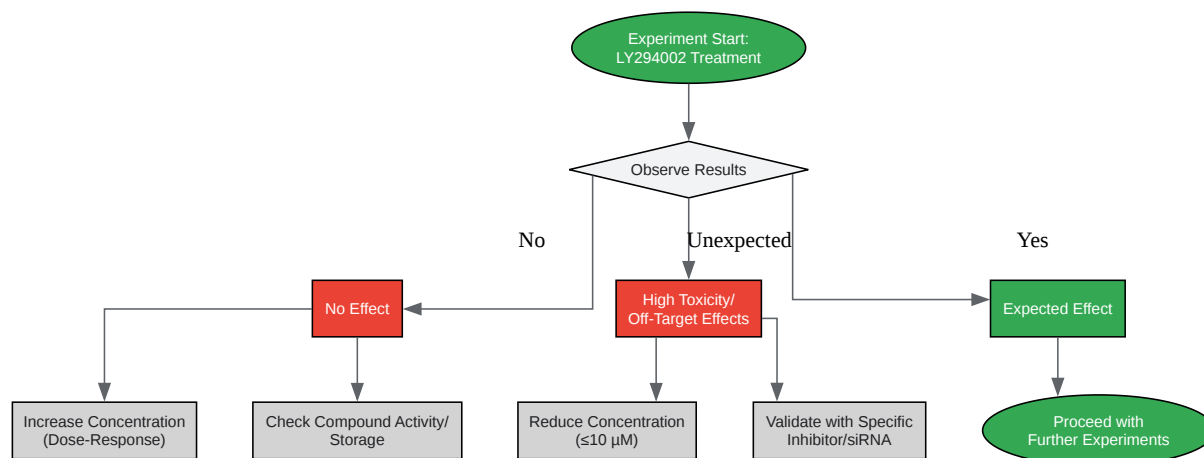 Experiment Start:
LY294002 Treatment
Observe Results
No
Unexpected
Yes
No Effect
High Toxicity/
Off-Target Effects
Expected Effect
Increase Concentration
(Dose-Response)
Check Compound Activity/
Storage
Reduce Concentration
(≤10 µM)
Validate with Specific
Inhibitor/siRNA
Proceed with
Further Experiments